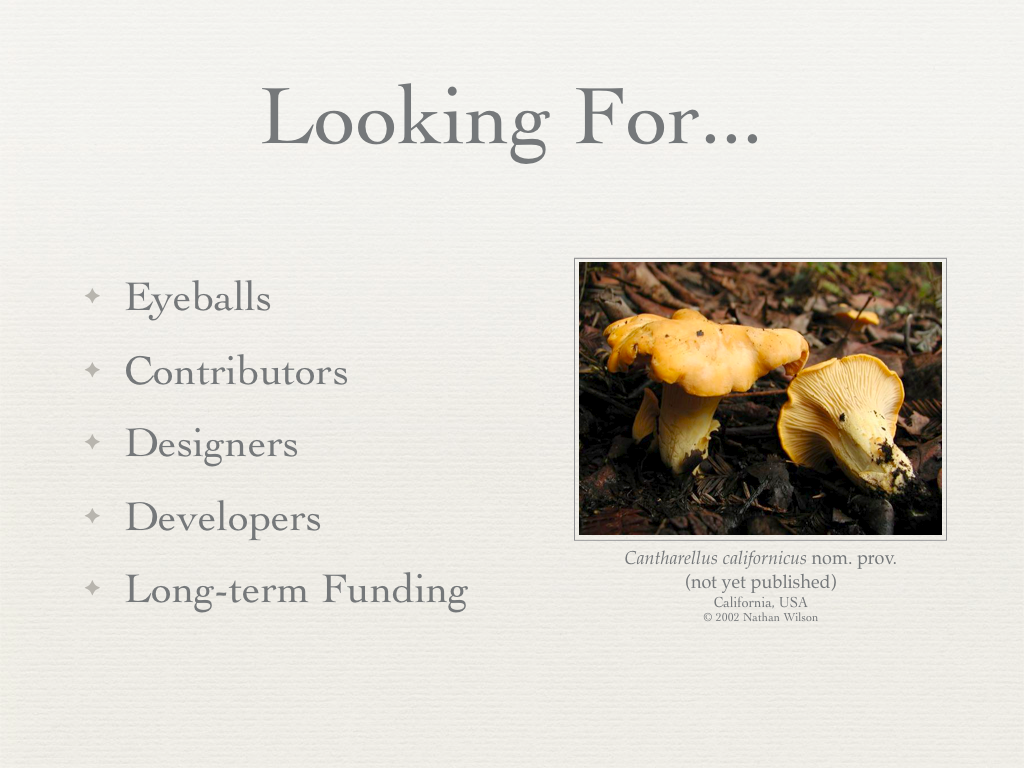 Looking For...
Eyeballs
Contributors
Designers
Developers
Long-term Funding
Cantharellus californicus nom. prov.
(not yet published)
California, USA
© 2002 Nathan Wilson